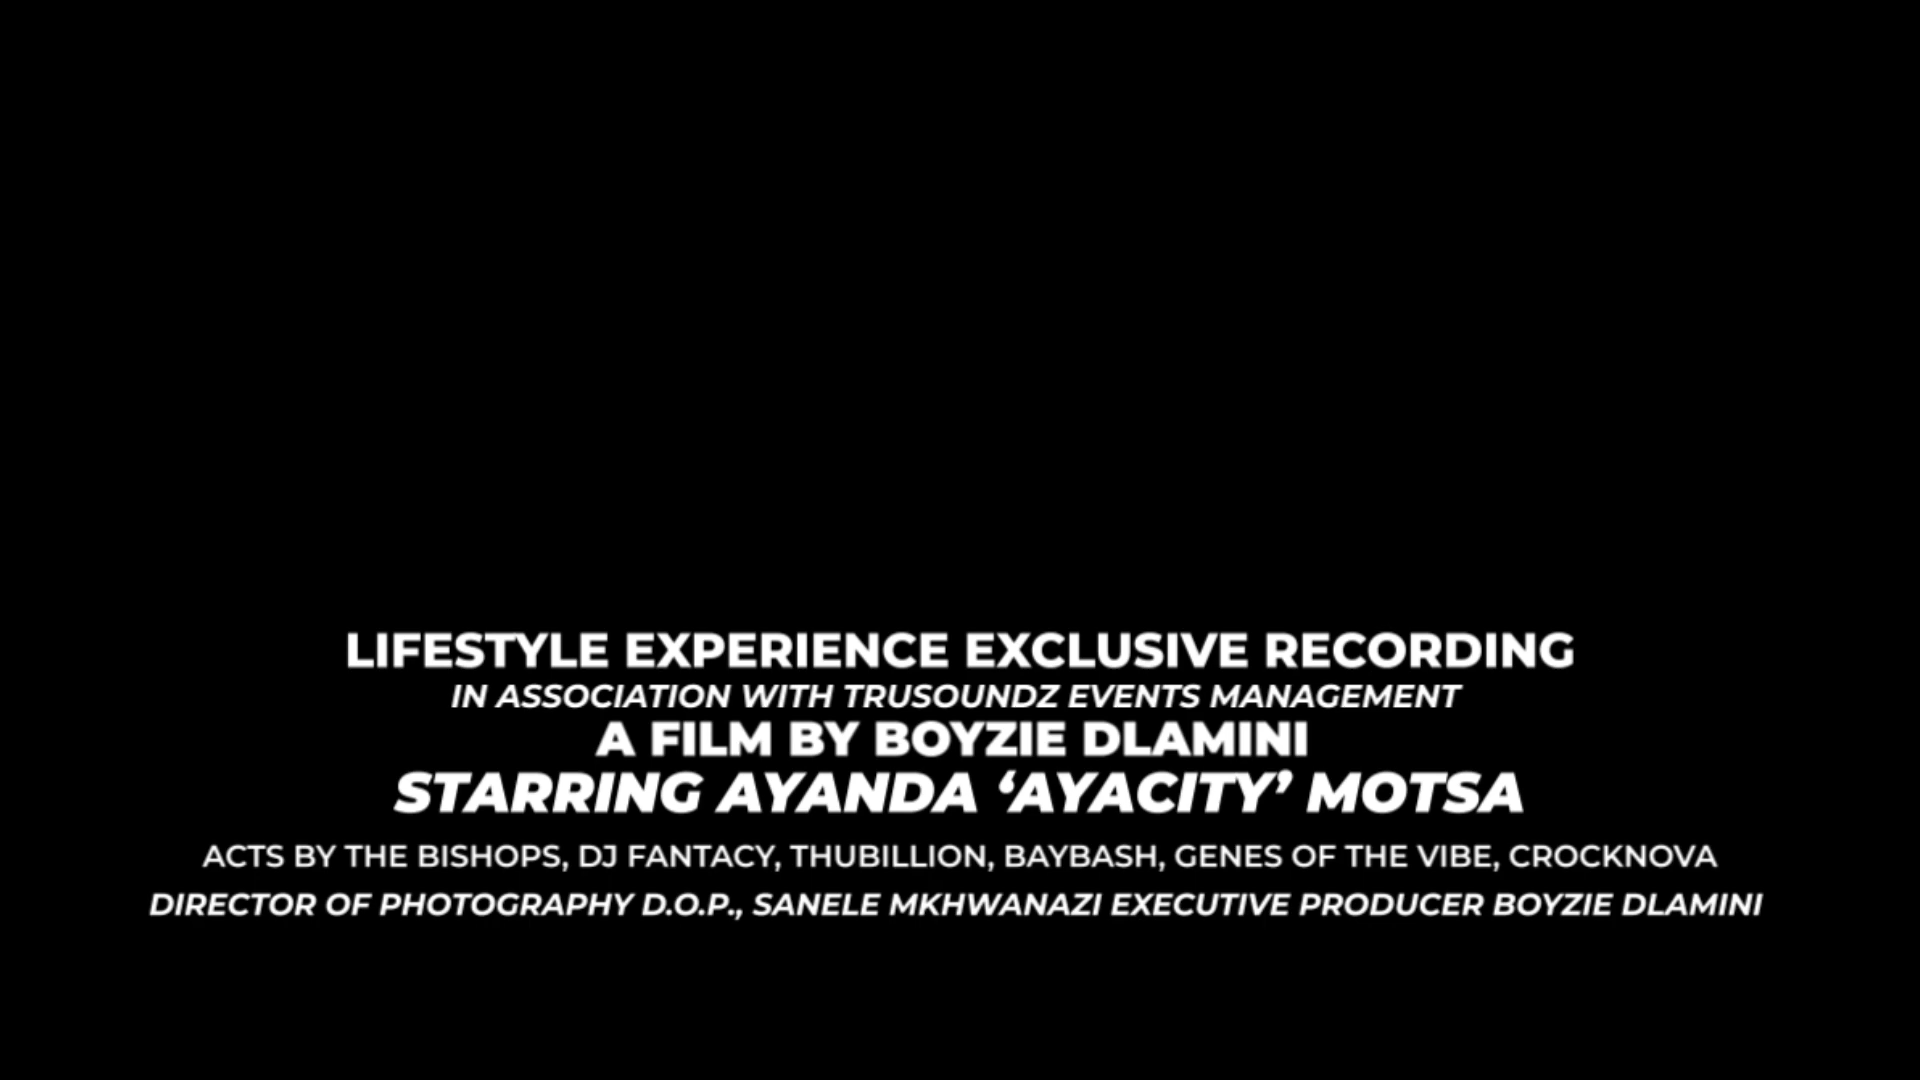 LIFESTYLE EXPERIENCE EXCLUSIVE RECORDING
IN ASSOCIATION WITH TRUSOUNDZ EVENTS MANAGEMENT
A FILM BY BOYZIE DLAMINI
STARRING AYANDA ‘AYACITY’ MOTSA
ACTS BY THE BISHOPS, DJ FANTACY, THUBILLION, BAYBASH, GENES OF THE VIBE, CROCKNOVA
DIRECTOR OF PHOTOGRAPHY D.O.P., SANELE MKHWANAZI EXECUTIVE PRODUCER BOYZIE DLAMINI